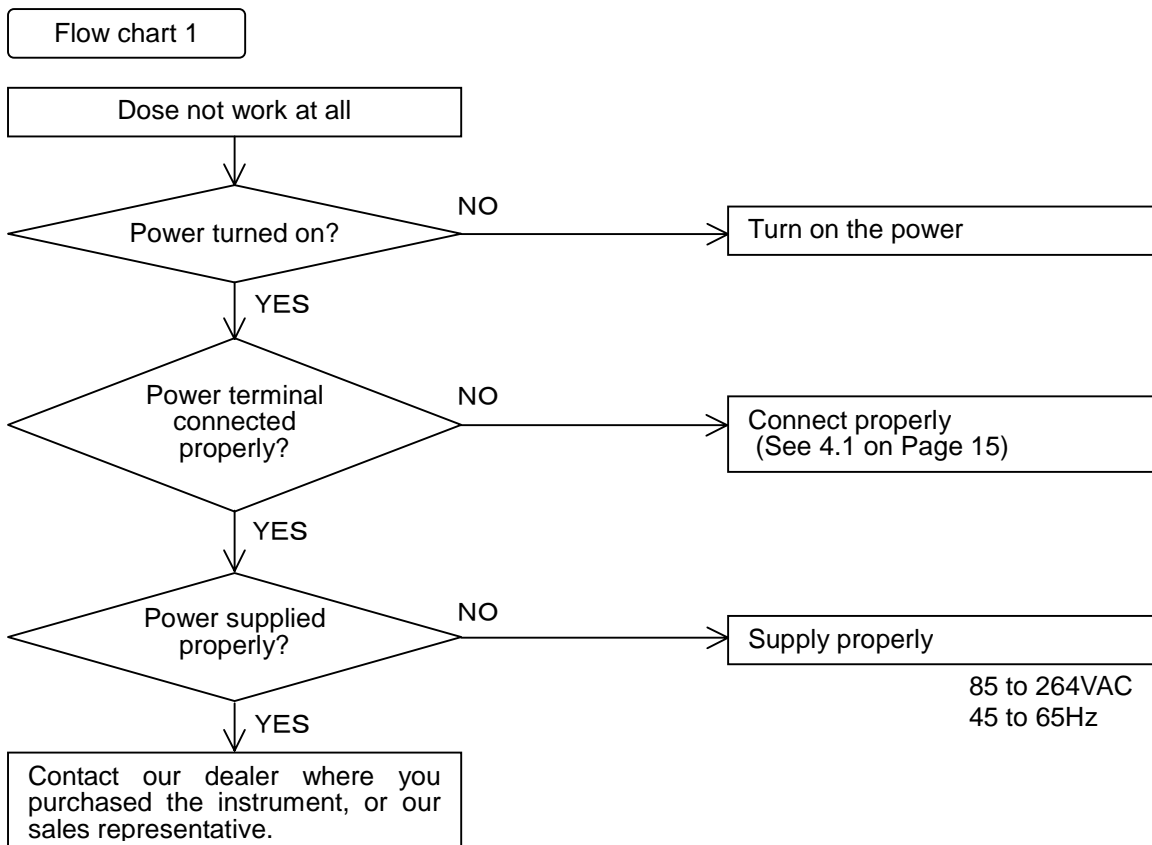 Flow chart 1
Dose not work at all
Power turned on?
NO
Turn on the power
YES
Power terminal
connected
properly?
NO
Connect properly
(See 4.1 on Page 15)
YES
Power supplied
properly?
NO
Supply properly
85 to 264VAC
45 to 65Hz
YES
Contact our dealer where you
purchased the instrument, or our
sales representative.